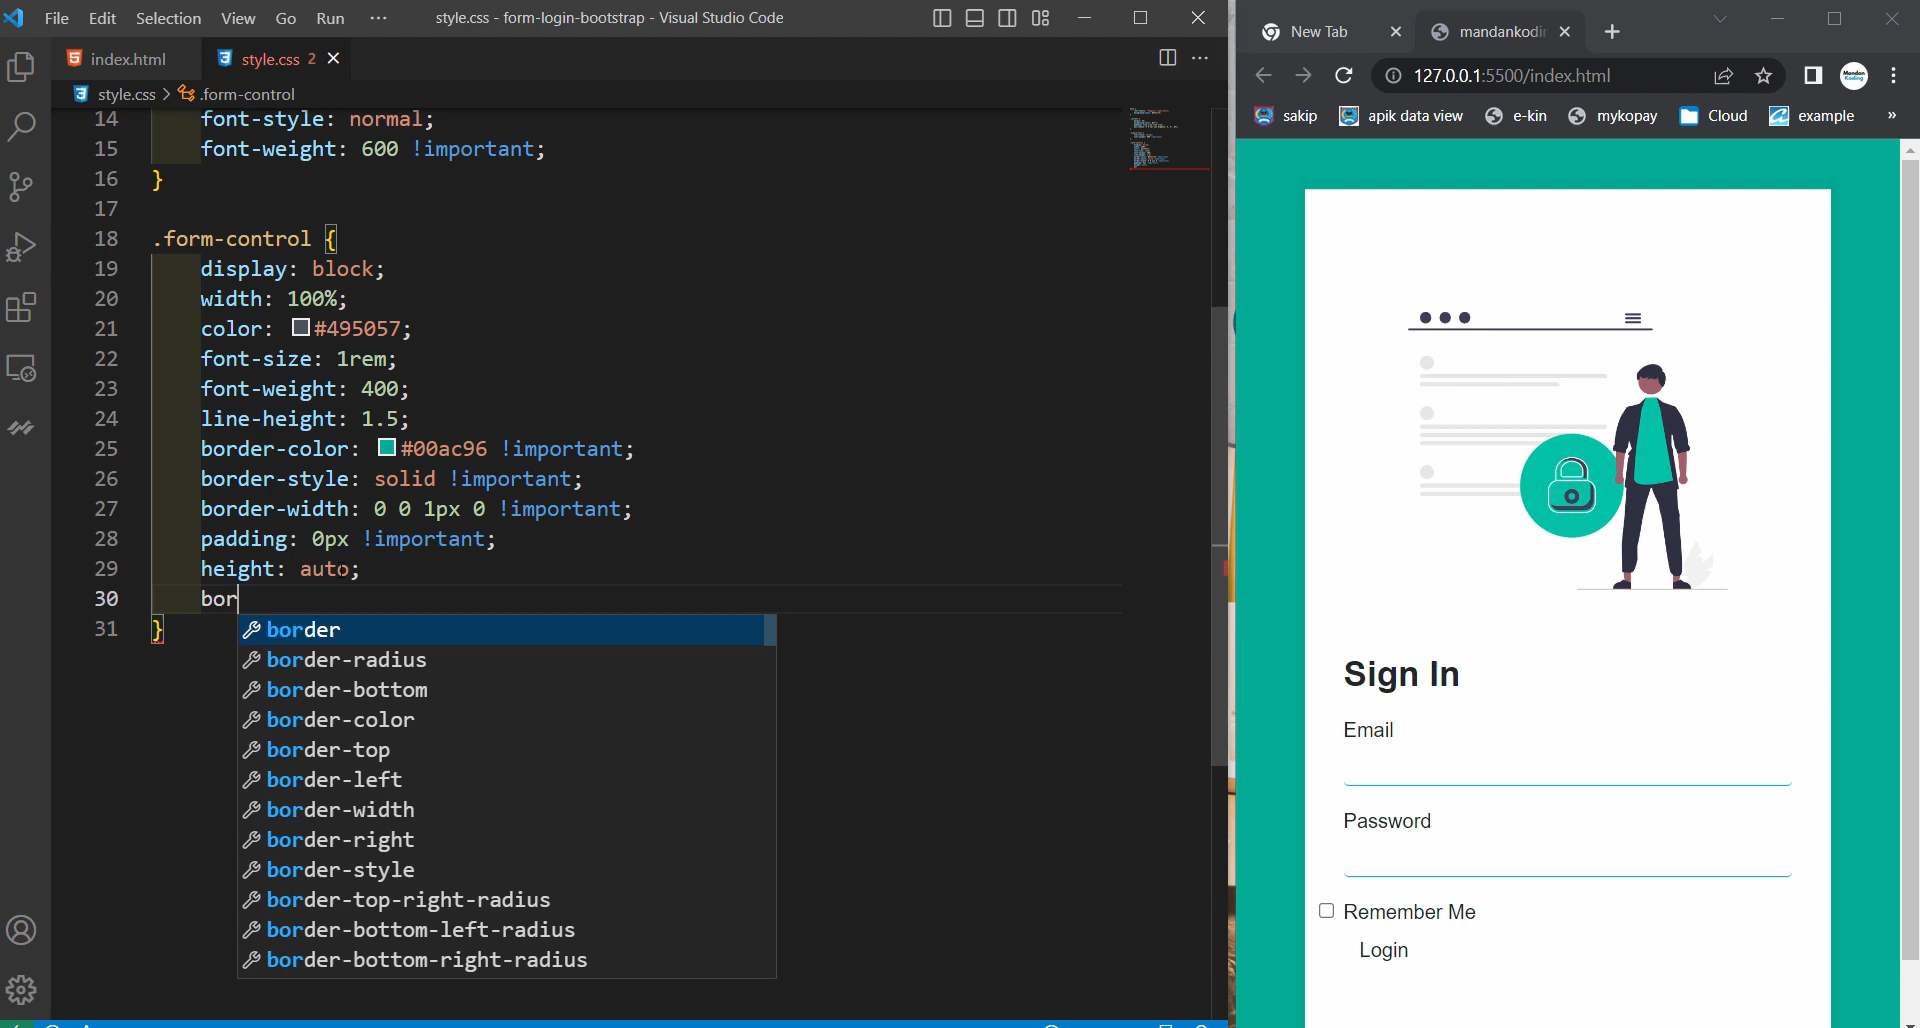 File Edit Selection View Go Run ··· style.css - form-login-bootstrap - Visual Studio Code
index.html style.css 2
style.css > .form-control
14 font-style: normal;
15 font-weight: 600 !important;
16 }
17
18 .form-control {
19 display: block;
20 width: 100%;
21 color: #495057;
22 font-size: 1rem;
23 font-weight: 400;
24 line-height: 1.5;
25 border-color: #00ac96 !important;
26 border-style: solid !important;
27 border-width: 0 0 1px 0 !important;
28 padding: 0px !important;
29 height: auto;
30 bor
31 }
border
border-radius
border-bottom
border-color
border-top
border-left
border-width
border-right
border-style
border-top-right-radius
border-bottom-left-radius
border-bottom-right-radius
New Tab mandankodin
127.0.0.1:5500/index.html
sakip apik data view e-kin mykopay Cloud example »
Sign In
Email
Password
Remember Me
Login